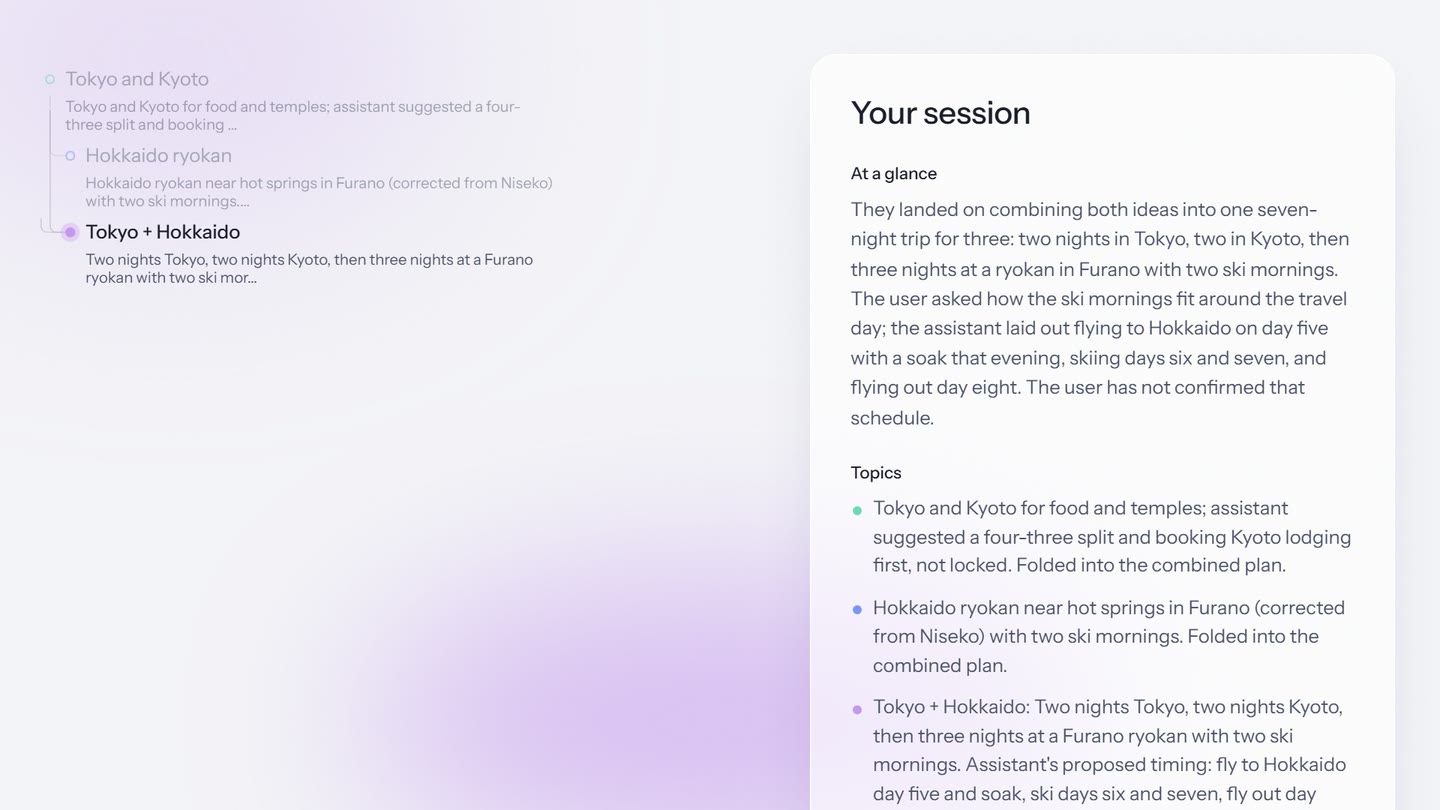 Tokyo and Kyoto
Tokyo and Kyoto for food and temples; assistant suggested a four-
three split and booking ...
Hokkaido ryokan
Hokkaido ryokan near hot springs in Furano (corrected from Niseko)
with two ski mornings....
Tokyo + Hokkaido
Two nights Tokyo, two nights Kyoto, then three nights at a Furano
ryokan with two ski mor...
Your session
At a glance
They landed on combining both ideas into one seven-
night trip for three: two nights in Tokyo, two in Kyoto, then
three nights at a ryokan in Furano with two ski mornings.
The user asked how the ski mornings fit around the travel
day; the assistant laid out flying to Hokkaido on day five
with a soak that evening, skiing days six and seven, and
flying out day eight. The user has not confirmed that
schedule.
Topics
Tokyo and Kyoto for food and temples; assistant
suggested a four-three split and booking Kyoto lodging
first, not locked. Folded into the combined plan.
Hokkaido ryokan near hot springs in Furano (corrected
from Niseko) with two ski mornings. Folded into the
combined plan.
Tokyo + Hokkaido: Two nights Tokyo, two nights Kyoto,
then three nights at a Furano ryokan with two ski
mornings. Assistant's proposed timing: fly to Hokkaido
day five and soak, ski days six and seven, fly out day